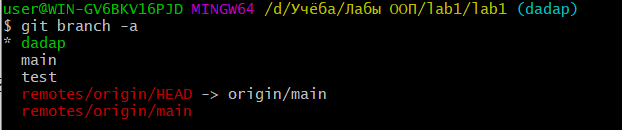 user@WIN-GV6BKV16PJD MINGW64 /d/Учёба/Лабы ООП/lab1/lab1 (dadap)
$ git branch -a
* dadap
  main
  test
  remotes/origin/HEAD -> origin/main
  remotes/origin/main